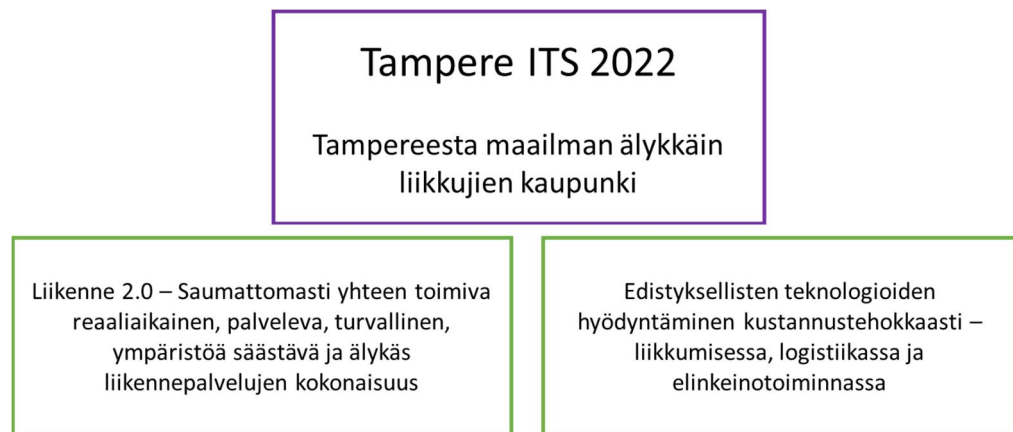 Tampere ITS 2022
Tampereesta maailman älykkäin
liikkujien kaupunki
Liikenne 2.0 – Saumattomasti yhteen toimiva
reaaliaikainen, palveleva, turvallinen,
ympäristöä säästävä ja älykäs
liikennepalvelujen kokonaisuus
Edistyksellisten teknologioiden
hyödyntäminen kustannustehokkaasti –
liikkumisessa, logistiikassa ja
elinkeinotoiminnassa